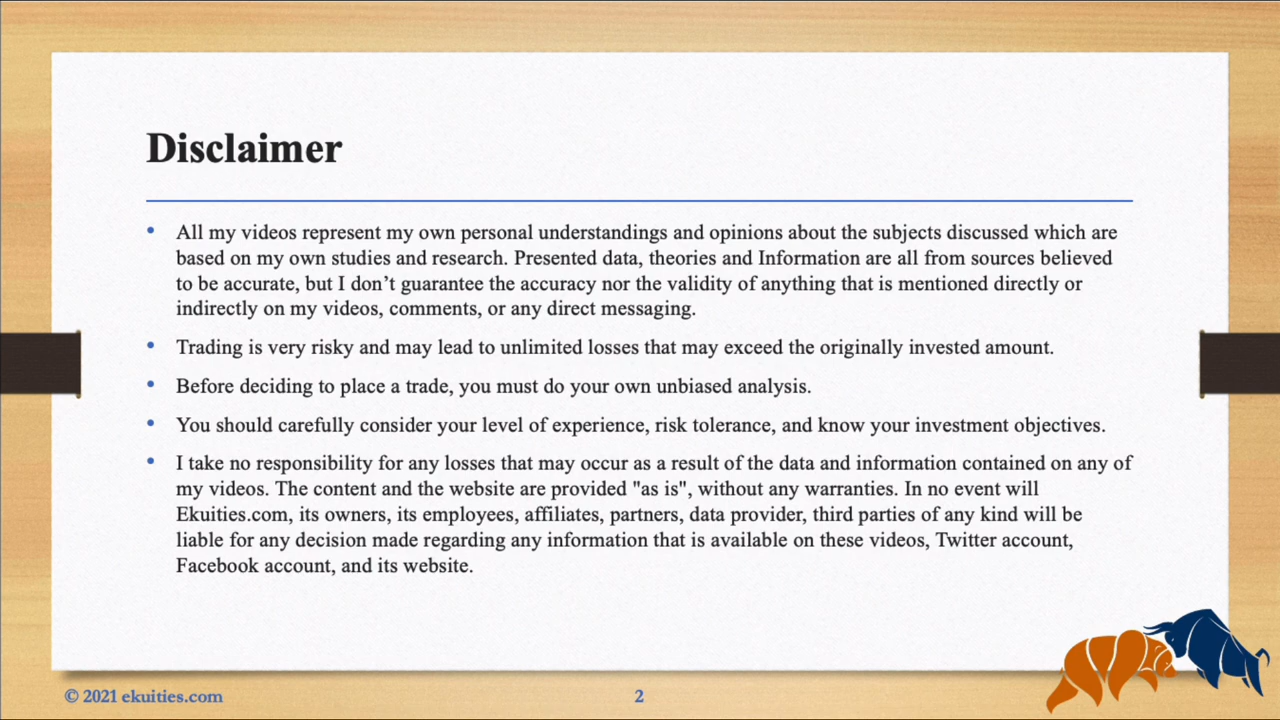 Disclaimer
• All my videos represent my own personal understandings and opinions about the subjects discussed which are
based on my own studies and research. Presented data, theories and Information are all from sources believed
to be accurate, but I don’t guarantee the accuracy nor the validity of anything that is mentioned directly or
indirectly on my videos, comments, or any direct messaging.
• Trading is very risky and may lead to unlimited losses that may exceed the originally invested amount.
• Before deciding to place a trade, you must do your own unbiased analysis.
• You should carefully consider your level of experience, risk tolerance, and know your investment objectives.
• I take no responsibility for any losses that may occur as a result of the data and information contained on any of
my videos. The content and the website are provided "as is", without any warranties. In no event will
Ekuities.com, its owners, its employees, affiliates, partners, data provider, third parties of any kind will be
liable for any decision made regarding any information that is available on these videos, Twitter account,
Facebook account, and its website.
© 2021 ekuities.com
2